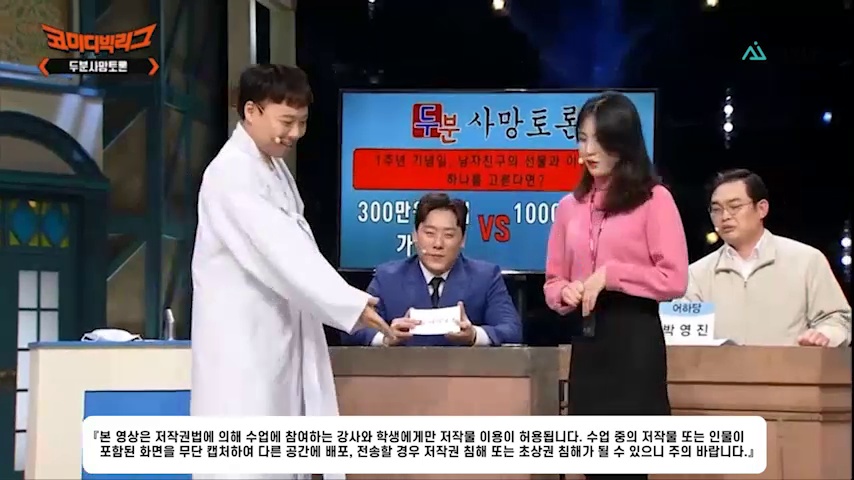 코미디빅리그
두분사망토론
두분 사망토론
1주년 기념일, 남자친구의 선물과 이
하나를 고른다면?
300만원
VS
1000
가
어하당
박영진
『본 영상은 저작권법에 의해 수업에 참여하는 강사와 학생에게만 저작물 이용이 허용됩니다. 수업 중의 저작물 또는 인물이
포함된 화면을 무단 캡처하여 다른 공간에 배포, 전송할 경우 저작권 침해 또는 초상권 침해가 될 수 있으니 주의 바랍니다.』